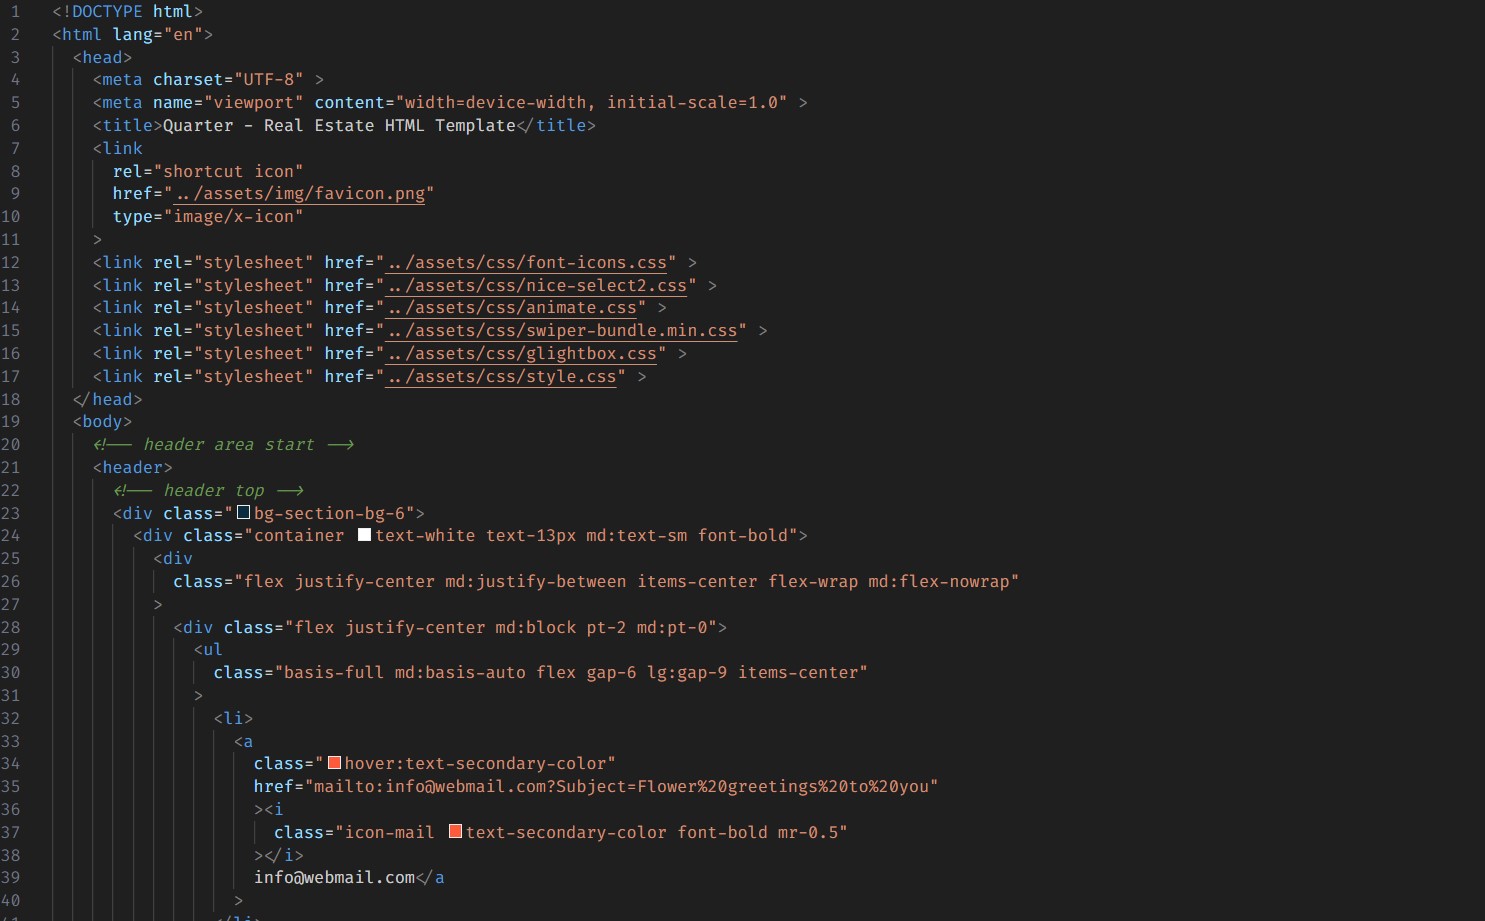 1 <!DOCTYPE html>
2 <html lang="en">
3 <head>
4 <meta charset="UTF-8" >
5 <meta name="viewport" content="width=device-width, initial-scale=1.0" >
6 <title>Quarter - Real Estate HTML Template</title>
7 <link
8 rel="shortcut icon"
9 href="../assets/img/favicon.png"
10 type="image/x-icon"
11 >
12 <link rel="stylesheet" href="../assets/css/font-icons.css" >
13 <link rel="stylesheet" href="../assets/css/nice-select2.css" >
14 <link rel="stylesheet" href="../assets/css/animate.css" >
15 <link rel="stylesheet" href="../assets/css/swiper-bundle.min.css" >
16 <link rel="stylesheet" href="../assets/css/glightbox.css" >
17 <link rel="stylesheet" href="../assets/css/style.css" >
18 </head>
19 <body>
20 <!-- header area start -->
21 <header>
22 <!-- header top -->
23 <div class="bg-section-bg-6">
24 <div class="container text-white text-13px md:text-sm font-bold">
25 <div
26 class="flex justify-center md:justify-between items-center flex-wrap md:flex-nowrap"
27 >
28 <div class="flex justify-center md:block pt-2 md:pt-0">
29 <ul
30 class="basis-full md:basis-auto flex gap-6 lg:gap-9 items-center"
31 >
32 <li>
33 <a
34 class="hover:text-secondary-color"
35 href="mailto:info@webmail.com?Subject=Flower%20greetings%20to%20you"
36 ><i
37 class="icon-mail text-secondary-color font-bold mr-0.5"
38 ></i>
39 info@webmail.com</a
40 >
41 </li>